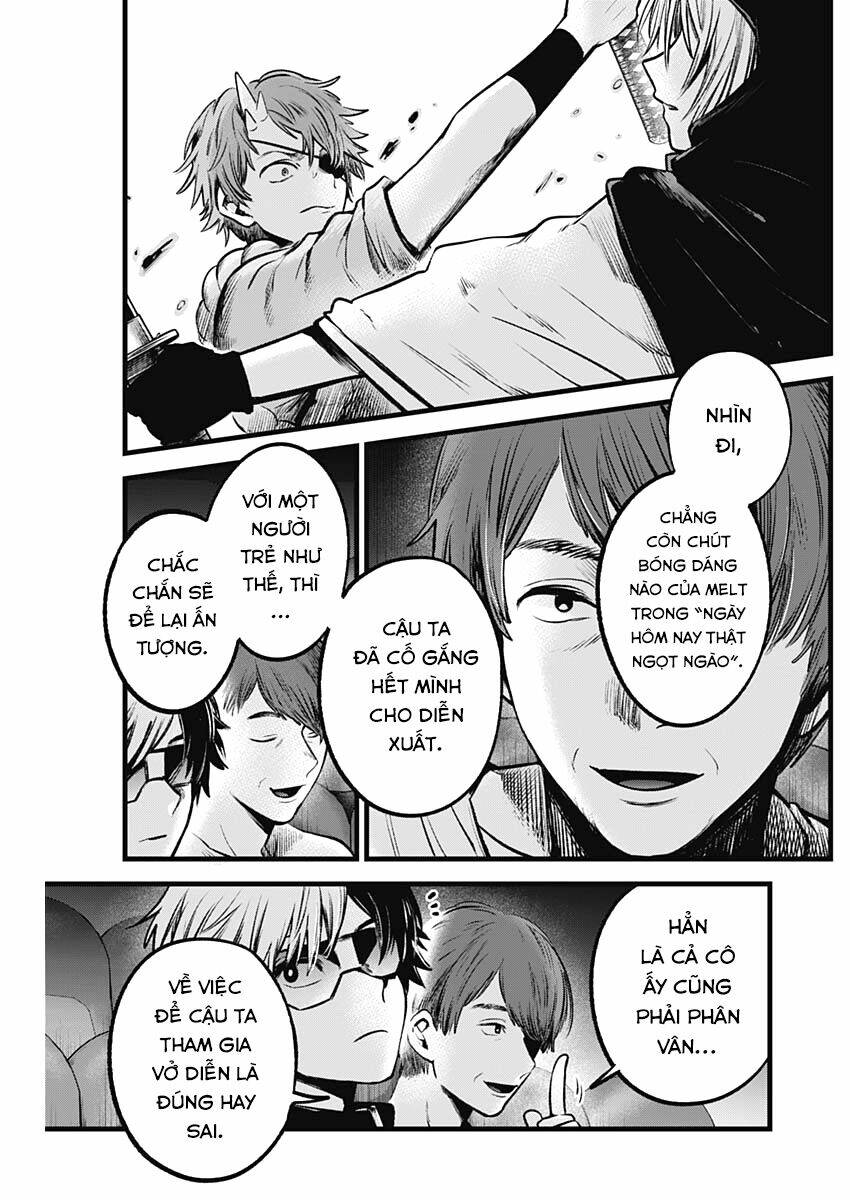 NHÌN
ĐI,
CHẲNG
CÒN CHÚT
BÓNG DÁNG
NÀO CỦA MELT
TRONG "NGÀY
HÔM NAY THẬT
NGỌT NGÀO".
CẬU TA
ĐÃ CỐ GẮNG
HẾT MÌNH
CHO DIỄN
XUẤT.
VỚI MỘT
NGƯỜI
TRẺ NHƯ
THẾ, THÌ
...
CHẮC
CHẮN SẼ
ĐỂ LẠI ẤN
TƯỢNG.
HẲN
LÀ CẢ CÔ
ẤY CŨNG
PHẢI PHÂN
VÂN...
VỀ VIỆC
ĐỂ CẬU TA
THAM GIA
VỞ DIỄN LÀ
ĐÚNG HAY
SAI.